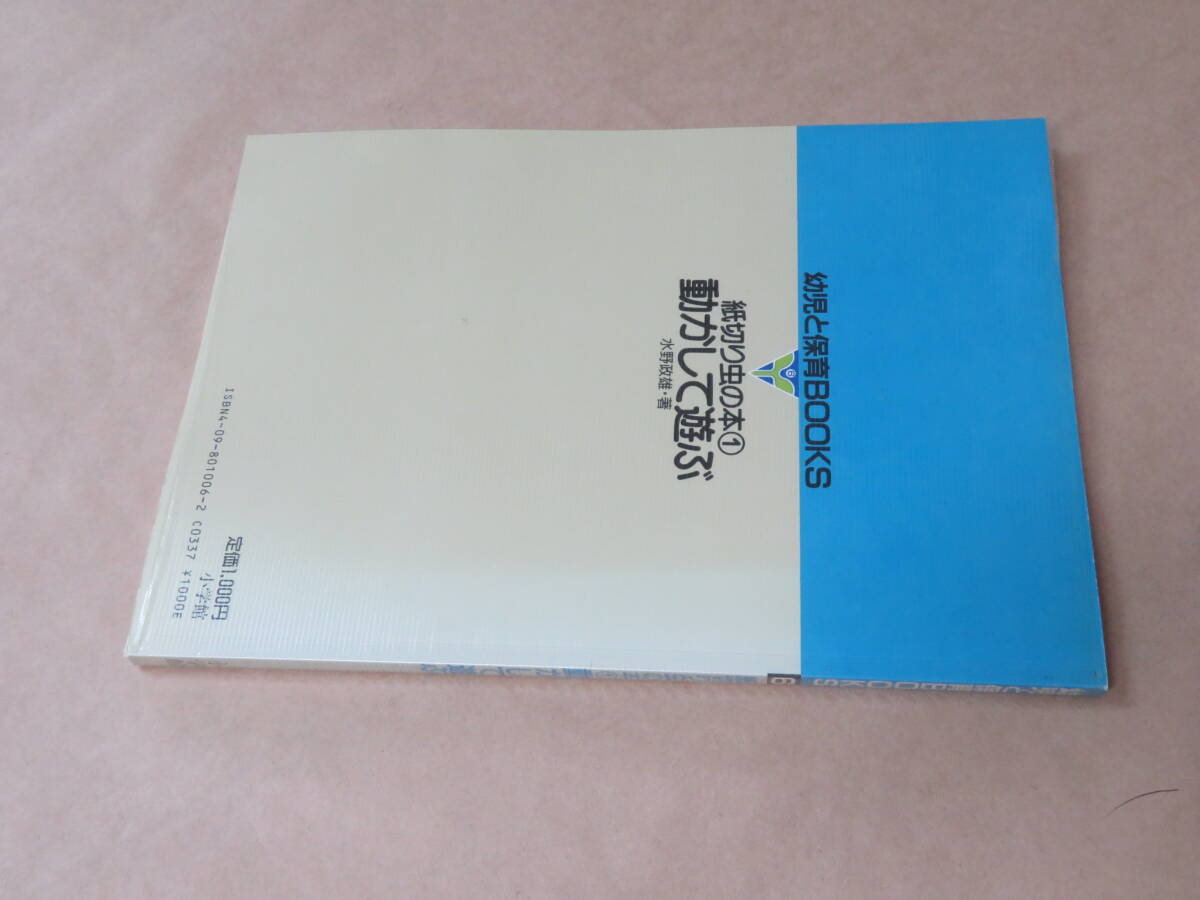 幼児と保育BOOKS
6
紙切り虫の本①
動かして遊ぶ
水野政雄・著
定価1,000円
小学館
ISBN4-09-801006-2 C0337 ¥1000E
6